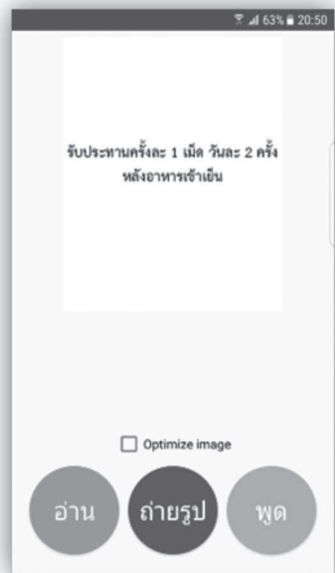 63% 20:50
รับประทานครั้งละ 1 เม็ด วันละ 2 ครั้ง
หลังอาหารเช้าเย็น
Optimize image
อ่าน ถ่ายรูป พูด